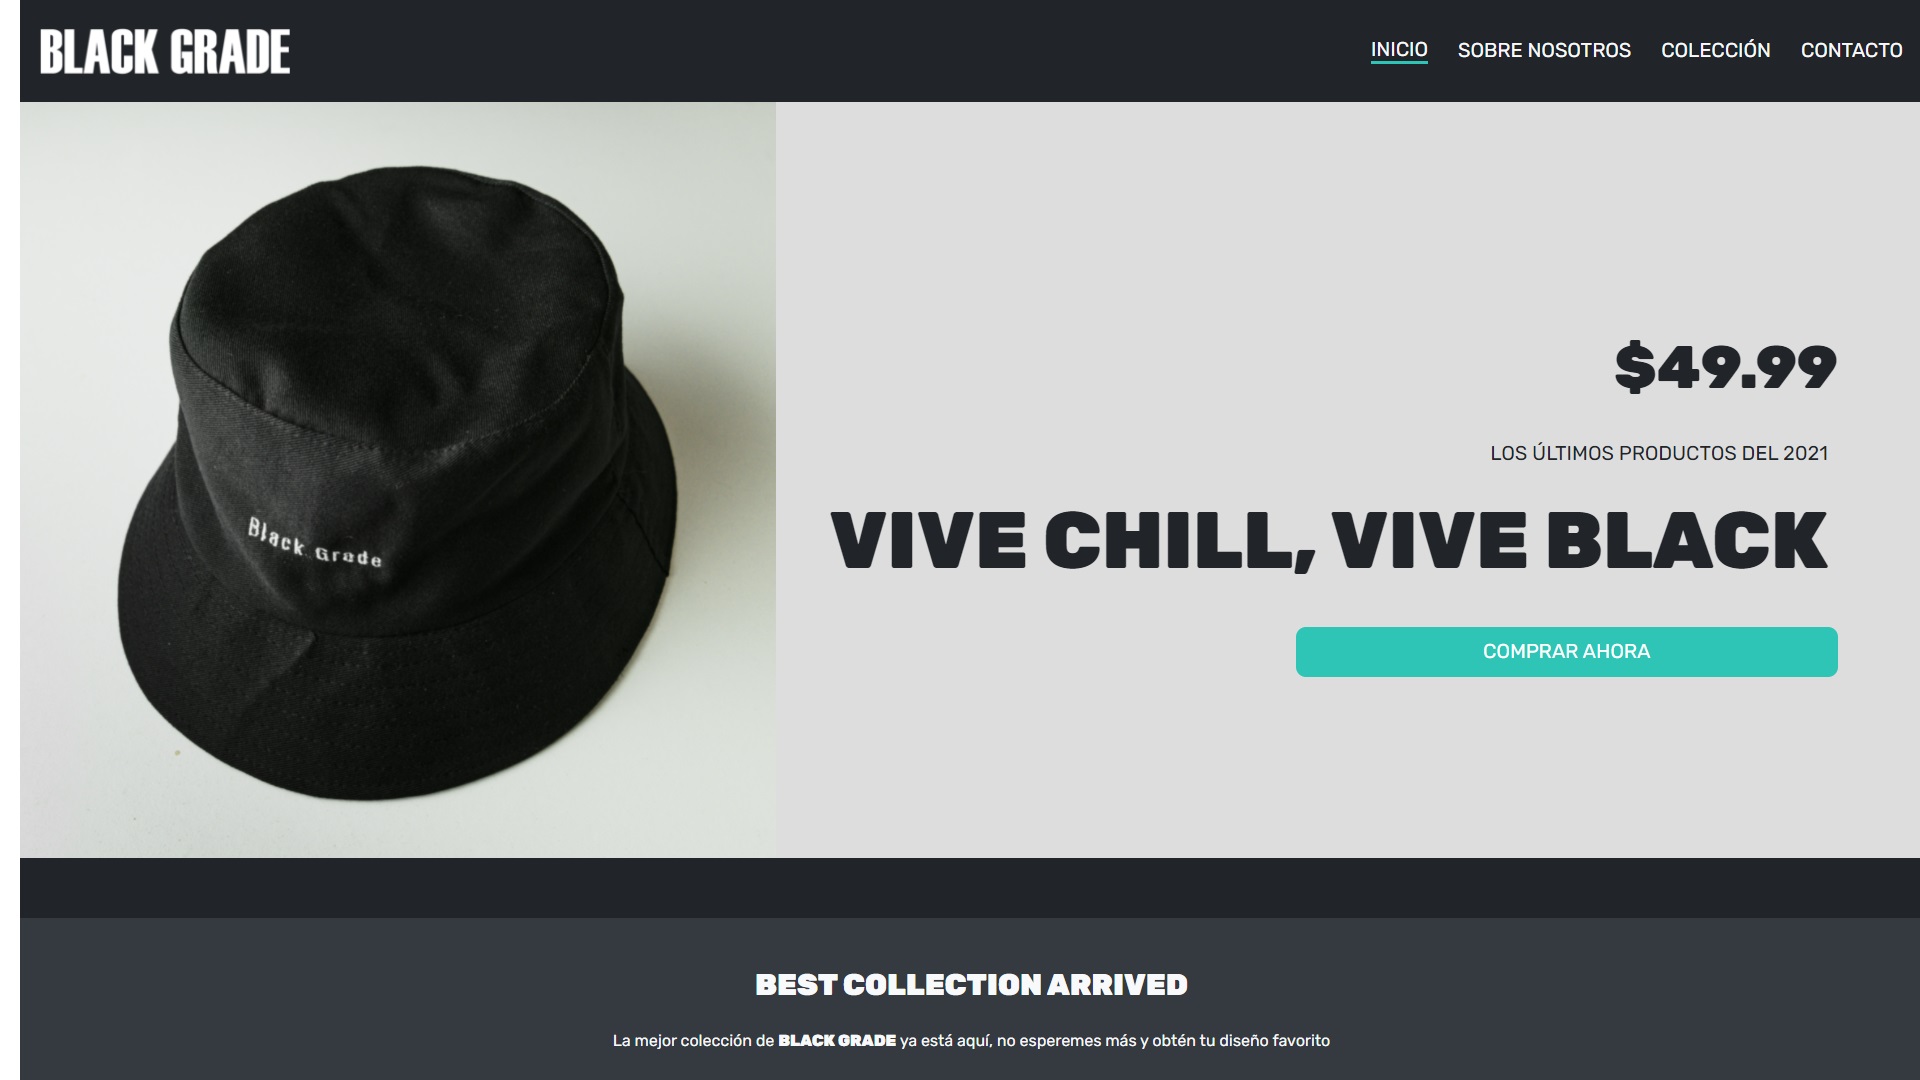 BLACK GRADE
INICIO SOBRE NOSOTROS COLECCIÓN CONTACTO
Black Grade
$49.99
LOS ÚLTIMOS PRODUCTOS DEL 2021
VIVE CHILL, VIVE BLACK
COMPRAR AHORA
BEST COLLECTION ARRIVED
La mejor colección de BLACK GRADE ya está aquí, no esperemes más y obtén tu diseño favorito